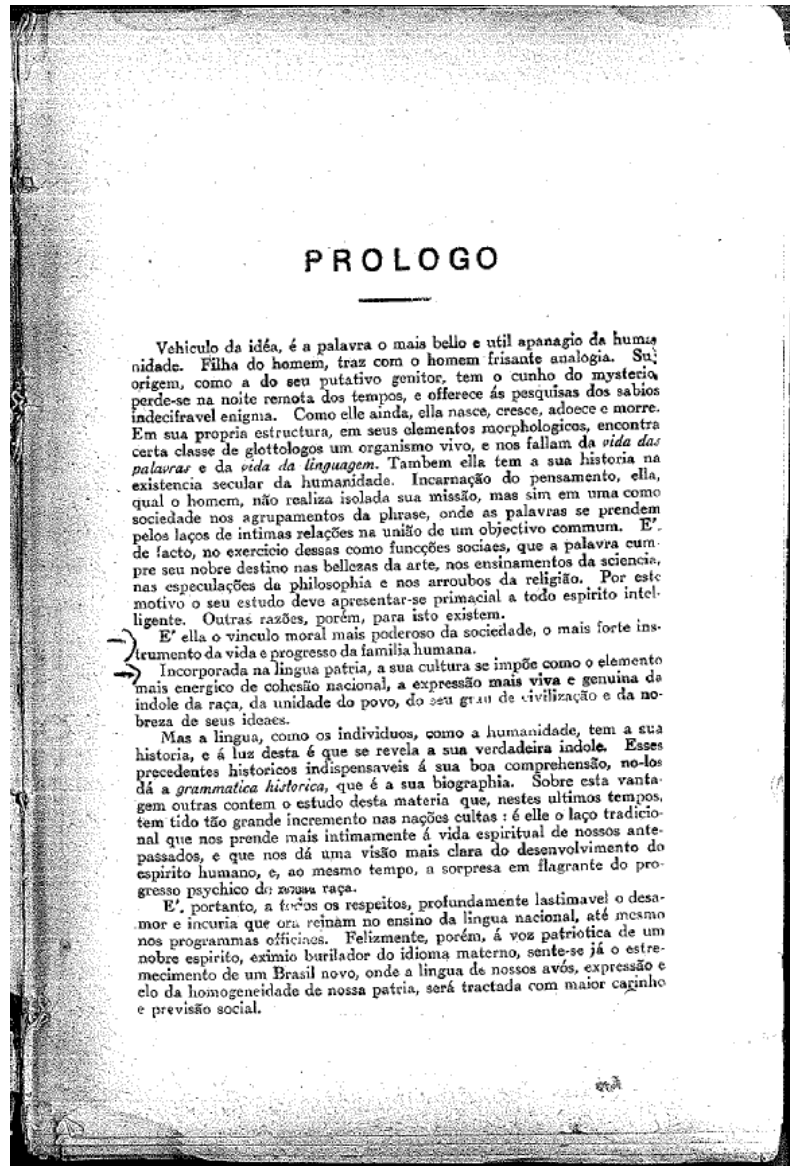 PROLOGO
Vehiculo da idéa, é a palavra o mais bello e util apanagio da huma
nidade. Filha do homem, traz com o homem frisante analogia. Su
origem, como a do seu putativo genitor, tem o cunho do mysterio,
perde-se na noite remota dos tempos, e offerece ás pesquisas dos sabios
indecifravel enigma. Como elle ainda, ella nasce, cresce, adoece e morre.
Em sua propria estructura, em seus elementos morphologicos, encontra
certa classe de glottologos um organismo vivo, e nos fallam da vida das
palavras e da vida da linguagem. Tambem ella tem a sua historia na
existencia secular da humanidade. Incarnação do pensamento, ella,
qual o homem, não realiza isolada sua missão, mas sim em uma como
sociedade nos agrupamentos da phrase, onde as palavras se prendem
pelos laços de intimas relações na união de um objectivo commum. E',
de facto, no exercicio dessas como funcções sociaes, que a palavra cum-
pre seu nobre destino nas bellezas da arte, nos ensinamentos da sciencia,
nas especulações da philosophia e nos arroubos da religião. Por este
motivo o seu estudo deve apresentar-se primacial a todo espirito intel-
ligente. Outras razões, porém, para isto existem.
E' ella o vinculo moral mais poderoso da sociedade, o mais forte ins-
trumento da vida e progresso da familia humana.
Incorporada na lingua patria, a sua cultura se impõe como o elemento
mais energico de cohesão nacional, a expressão mais viva e genuina da
indole da raça, da unidade do povo, do seu grau de civilização e da no-
breza de seus ideaes.
Mas a lingua, como os individuos, como a humanidade, tem a sua
historia, e á luz desta é que se revela a sua verdadeira indole. Esses
precedentes historicos indispensaveis á sua boa comprehensão, no-los
dá a grammatica historica, que é a sua biographia. Sobre esta vanta-
gem outras contem o estudo desta materia que, nestes ultimos tempos,
tem tido tão grande incremento nas nações cultas : é elle o laço tradicio-
nal que nos prende mais intimamente á vida espiritual de nossos ante-
passados, e que nos dá uma visão mais clara do desenvolvimento do
espirito humano, e, ao mesmo tempo, a sorpresa em flagrante do pro-
gresso psychico de raça.
E', portanto, a todos os respeitos, profundamente lastimavel o desa-
mor e incuria que ora reinam no ensino da lingua nacional, até mesmo
nos programmas officiaes. Felizmente, porém, á voz patriotica de um
nobre espirito, eximio burilador do idioma materno, sente-se já o estre-
mecimento de um Brasil novo, onde a lingua de nossos avós, expressão e
elo da homogeneidade de nossa patria, será tractada com maior carinho
e previsão social.